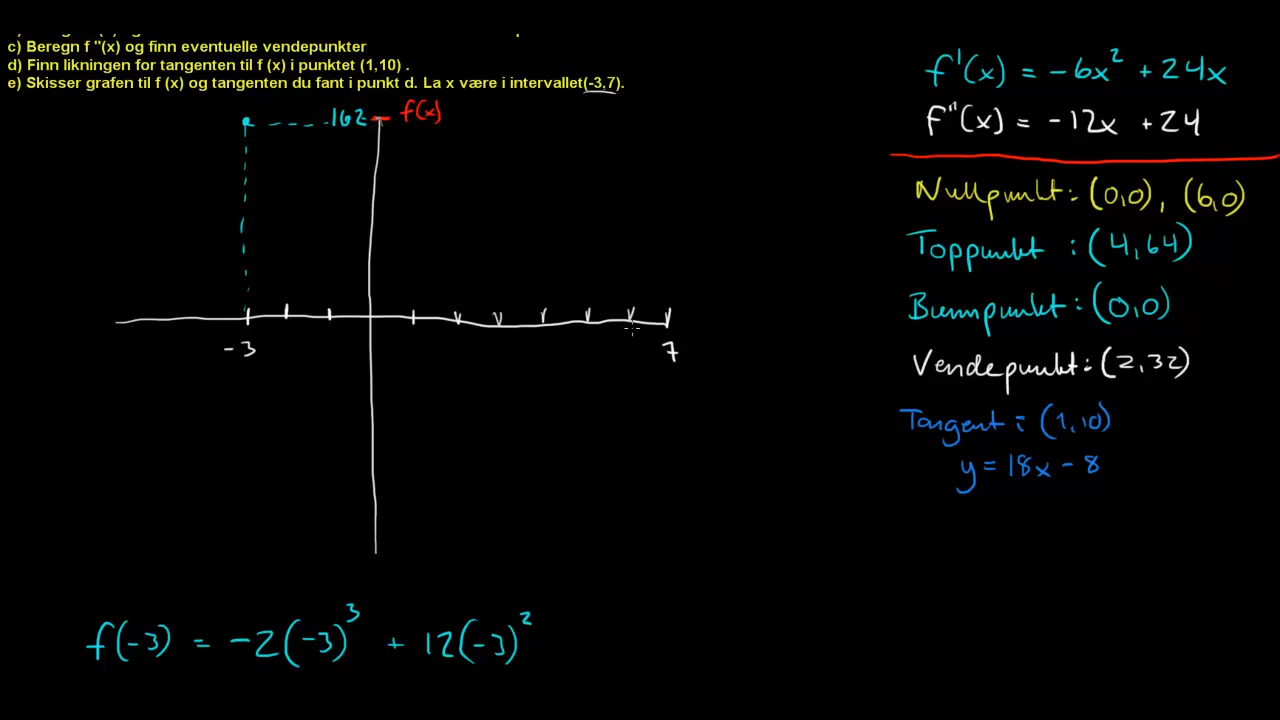 c) Beregn f "(x) og finn eventuelle vendepunkter
d) Finn likningen for tangenten til f (x) i punktet (1,10) .
e) Skisser grafen til f (x) og tangenten du fant i punkt d. La x være i intervallet(-3,7).
162 f(x)
-3 7
f'(x) = -6x² + 24x
f"(x) = -12x + 24
Nullpunkt: (0,0), (6,0)
Toppunkt : (4,64)
Bunnpunkt: (0,0)
Vendepunkt: (2,32)
Tangent : (1,10)
y = 18x - 8
f(-3) = -2(-3)³ + 12(-3)²